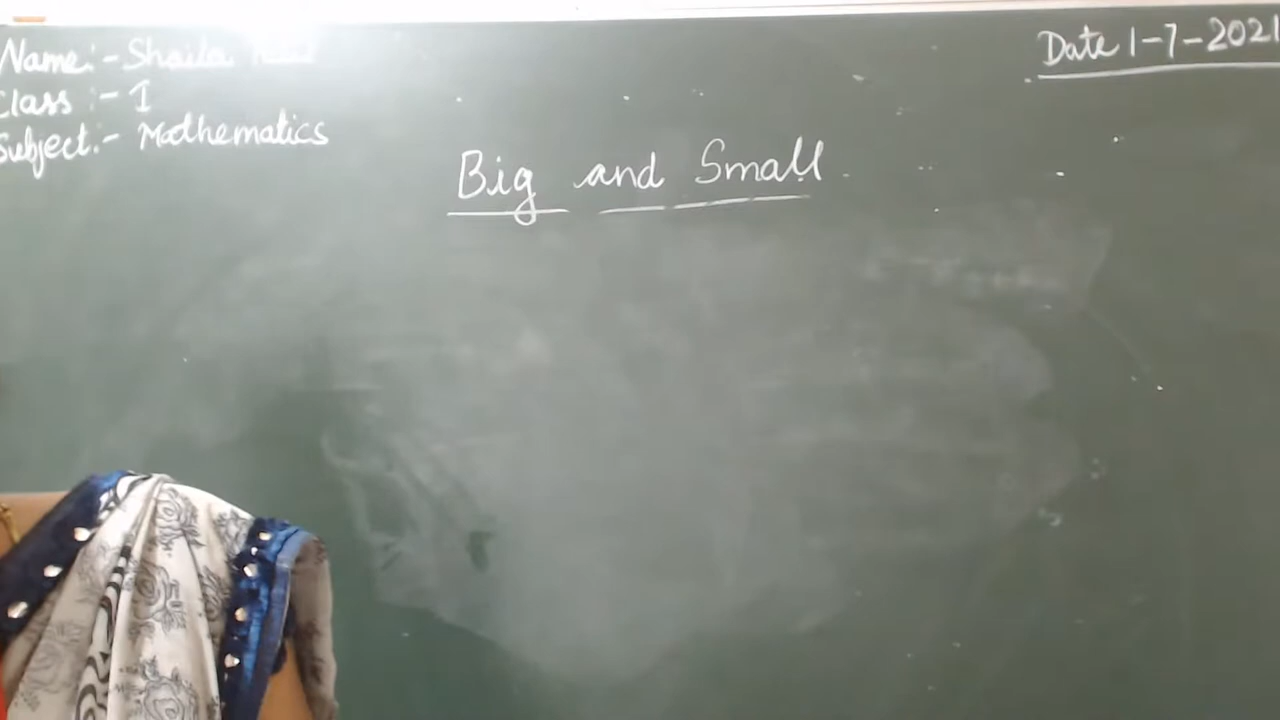 Name:- Shaila
Class :- I
Subject:- Mathematics
Date 1-7-2021
Big and Small